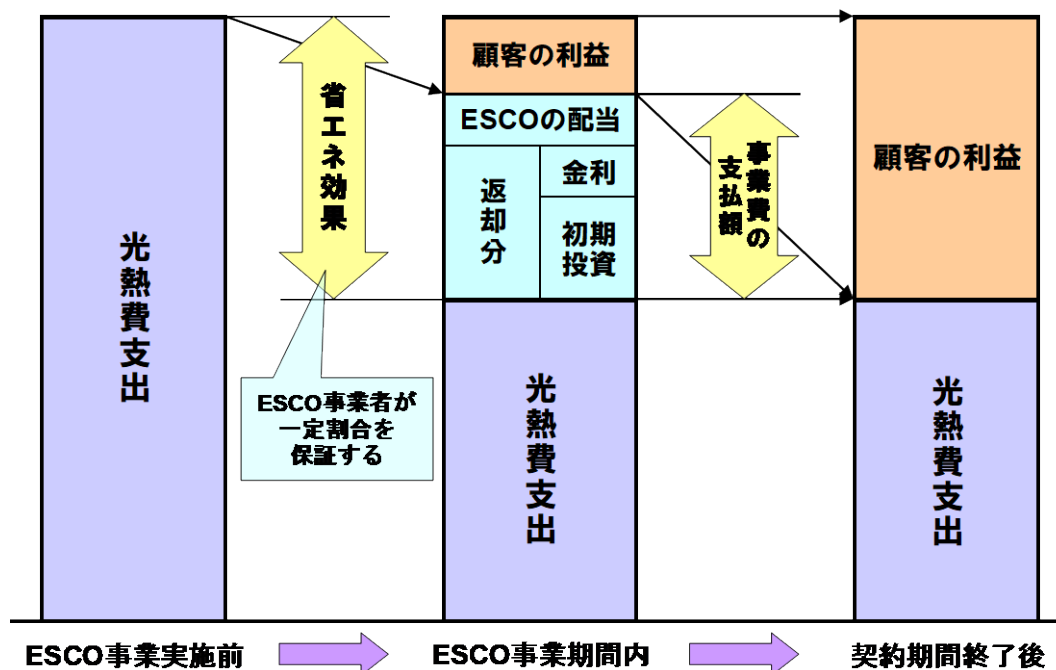 光熱費支出
省エネ効果
ESCO事業者が
一定割合を
保証する
顧客の利益
ESCOの配当
返却分
金利
初期
投資
光熱費支出
事業費の
支払額
顧客の利益
光熱費支出
ESCO事業実施前
ESCO事業期間内
契約期間終了後